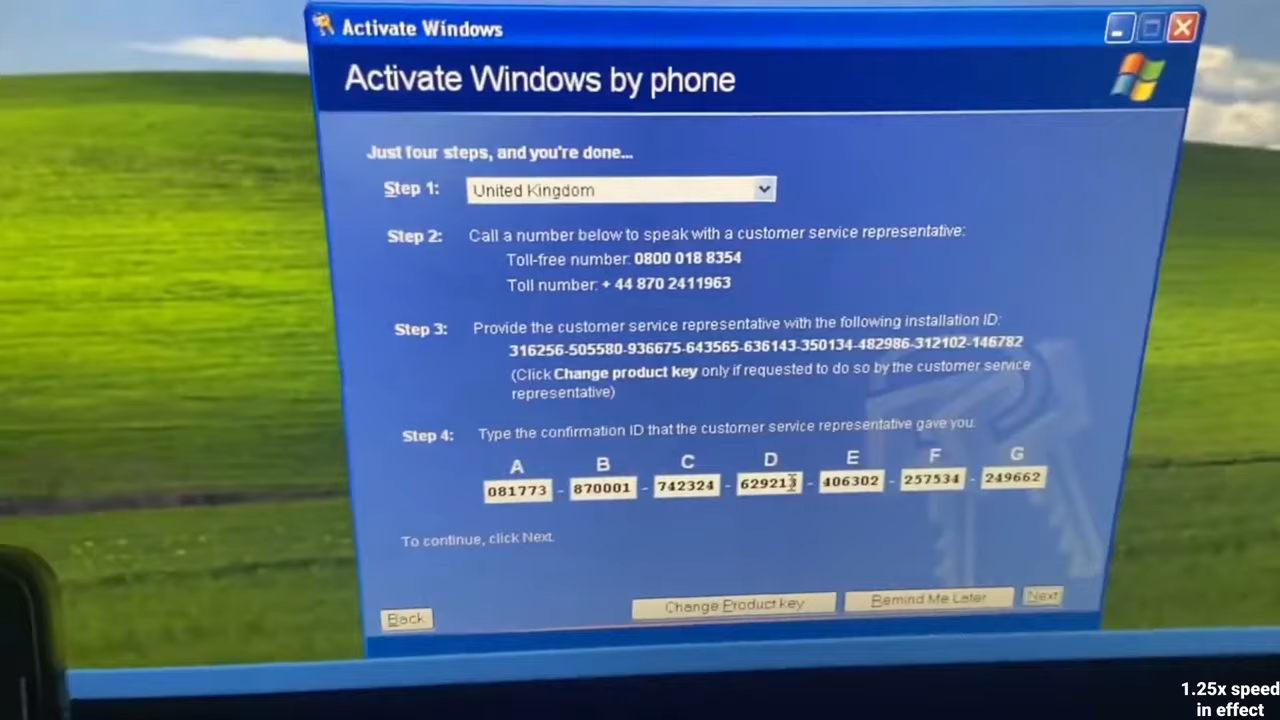 Activate Windows
Activate Windows by phone
Just four steps, and you're done...
Step 1: United Kingdom
Step 2: Call a number below to speak with a customer service representative:
Toll-free number: 0800 018 8354
Toll number: + 44 870 2411963
Step 3: Provide the customer service representative with the following installation ID:
316256-505580-936675-643565-636143-350134-482986-312102-146782
(Click Change product key only if requested to do so by the customer service
representative)
Step 4: Type the confirmation ID that the customer service representative gave you.
A B C D E F G
081773 - 870001 - 742324 - 62921 - 406302 - 257534 - 249662
To continue, click Next.
Back Change Product key Remind Me Later Next
1.25x speed
in effect